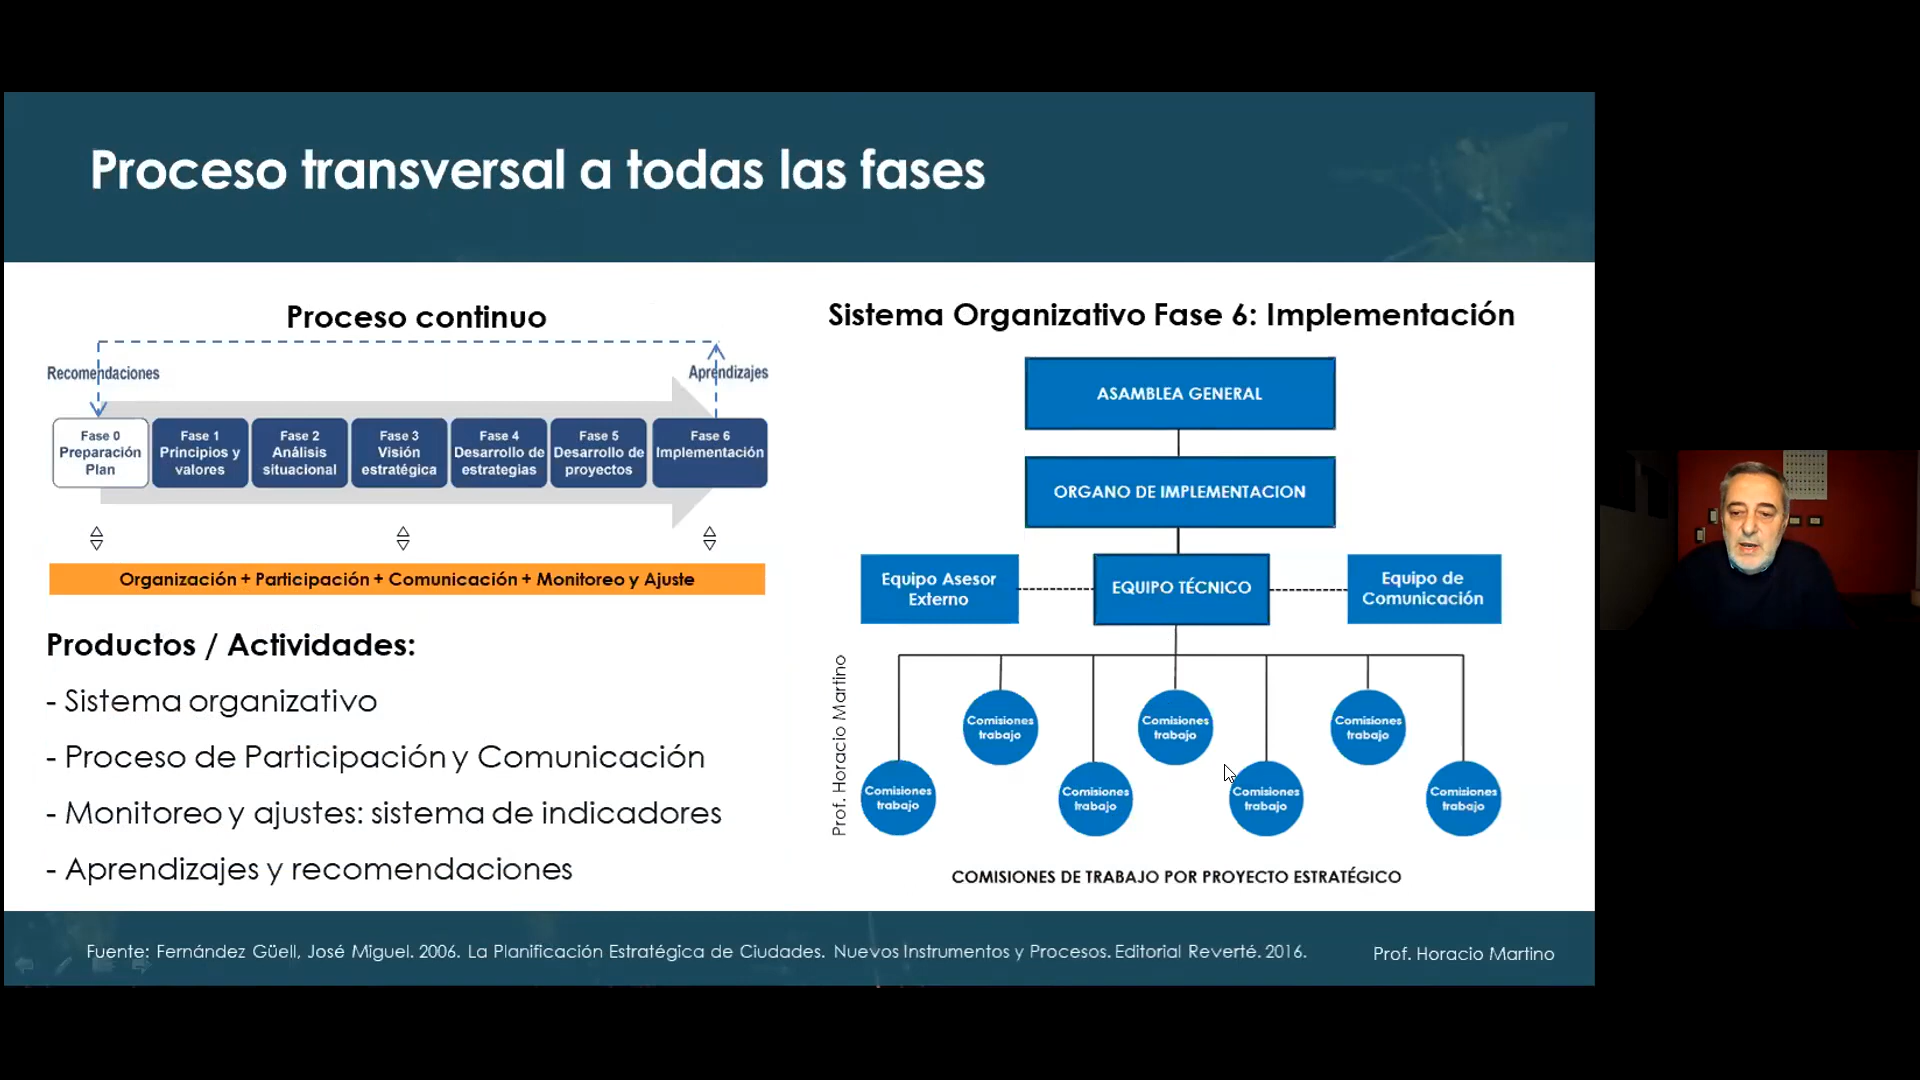 Proceso transversal a todas las fases
Proceso continuo
Recomendaciones
Aprendizajes
Fase 0
Preparación
Plan
Fase 1
Principios y
valores
Fase 2
Análisis
situacional
Fase 3
Visión
estratégica
Fase 4
Desarrollo de
estrategias
Fase 5
Desarrollo de
proyectos
Fase 6
Implementación
Organización + Participación + Comunicación + Monitoreo y Ajuste
Productos / Actividades:
- Sistema organizativo
- Proceso de Participación y Comunicación
- Monitoreo y ajustes: sistema de indicadores
- Aprendizajes y recomendaciones
Sistema Organizativo Fase 6: Implementación
ASAMBLEA GENERAL
ORGANO DE IMPLEMENTACION
Equipo Asesor
Externo
EQUIPO TÉCNICO
Equipo de
Comunicación
Comisiones
trabajo
Comisiones
trabajo
Comisiones
trabajo
Comisiones
trabajo
Comisiones
trabajo
Comisiones
trabajo
Comisiones
trabajo
Prof. Horacio Martino
COMISIONES DE TRABAJO POR PROYECTO ESTRATÉGICO
Fuente: Fernández Güell, José Miguel. 2006. La Planificación Estratégica de Ciudades. Nuevos Instrumentos y Procesos. Editorial Reverté. 2016.
Prof. Horacio Martino